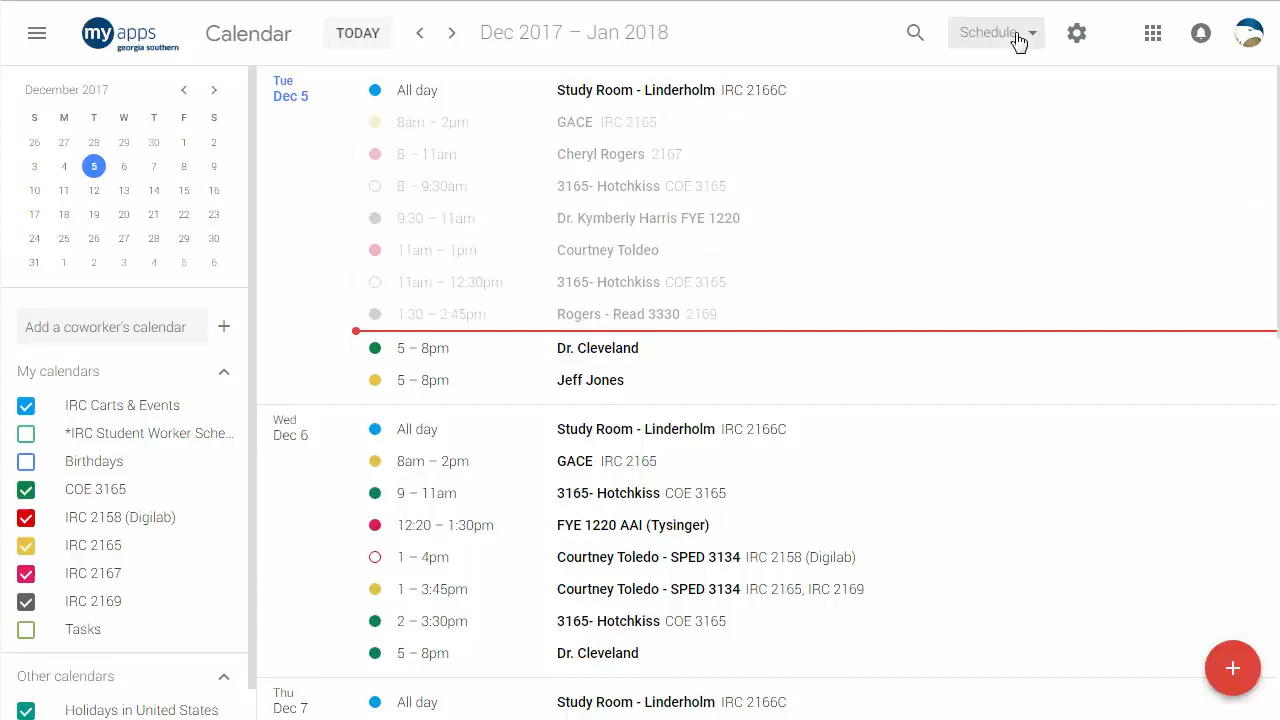 my apps
georgia southern
Calendar
TODAY
Dec 2017 – Jan 2018
Schedule
December 2017
S M T W T F S
26 27 28 29 30 1 2
3 4 5 6 7 8 9
10 11 12 13 14 15 16
17 18 19 20 21 22 23
24 25 26 27 28 29 30
31 1 2 3 4 5 6
Add a coworker's calendar
My calendars
IRC Carts & Events
*IRC Student Worker Sche...
Birthdays
COE 3165
IRC 2158 (Digilab)
IRC 2165
IRC 2167
IRC 2169
Tasks
Other calendars
Holidays in United States
Tue
Dec 5
All day Study Room - Linderholm IRC 2166C
8am – 2pm GACE IRC 2165
8 – 11am Cheryl Rogers 2167
8 – 9:30am 3165- Hotchkiss COE 3165
9:30 – 11am Dr. Kymberly Harris FYE 1220
11am – 1pm Courtney Toldeo
11am – 12:30pm 3165- Hotchkiss COE 3165
1:30 – 2:45pm Rogers - Read 3330 2169
5 – 8pm Dr. Cleveland
5 – 8pm Jeff Jones
Wed
Dec 6
All day Study Room - Linderholm IRC 2166C
8am – 2pm GACE IRC 2165
9 – 11am 3165- Hotchkiss COE 3165
12:20 – 1:30pm FYE 1220 AAI (Tysinger)
1 – 4pm Courtney Toledo - SPED 3134 IRC 2158 (Digilab)
1 – 3:45pm Courtney Toledo - SPED 3134 IRC 2165, IRC 2169
2 – 3:30pm 3165- Hotchkiss COE 3165
5 – 8pm Dr. Cleveland
Thu
Dec 7
All day Study Room - Linderholm IRC 2166C